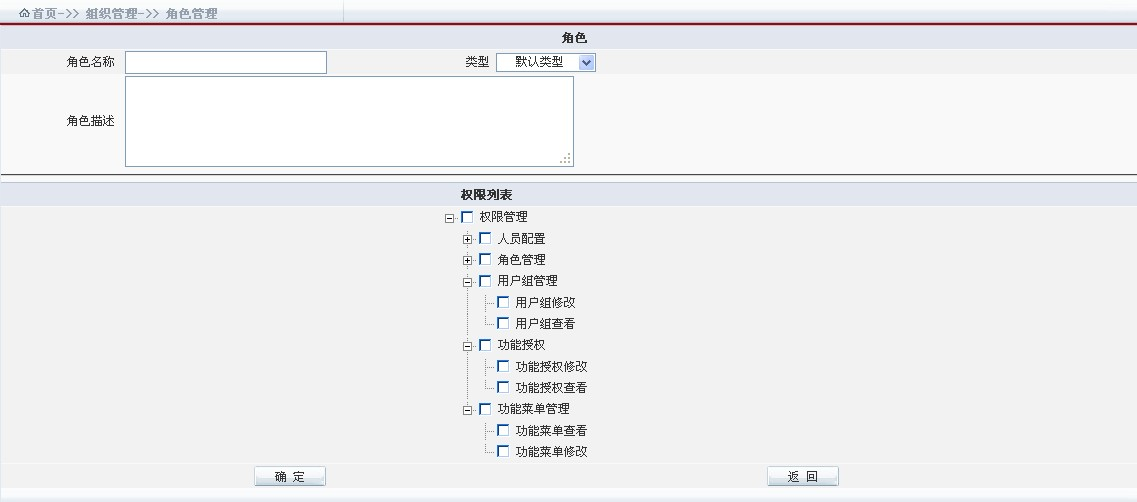 首页->> 组织管理->> 角色管理
角色
角色名称 类型 默认类型
角色描述
权限列表
权限管理
人员配置
角色管理
用户组管理
用户组修改
用户组查看
功能授权
功能授权修改
功能授权查看
功能菜单管理
功能菜单查看
功能菜单修改
确 定 返 回